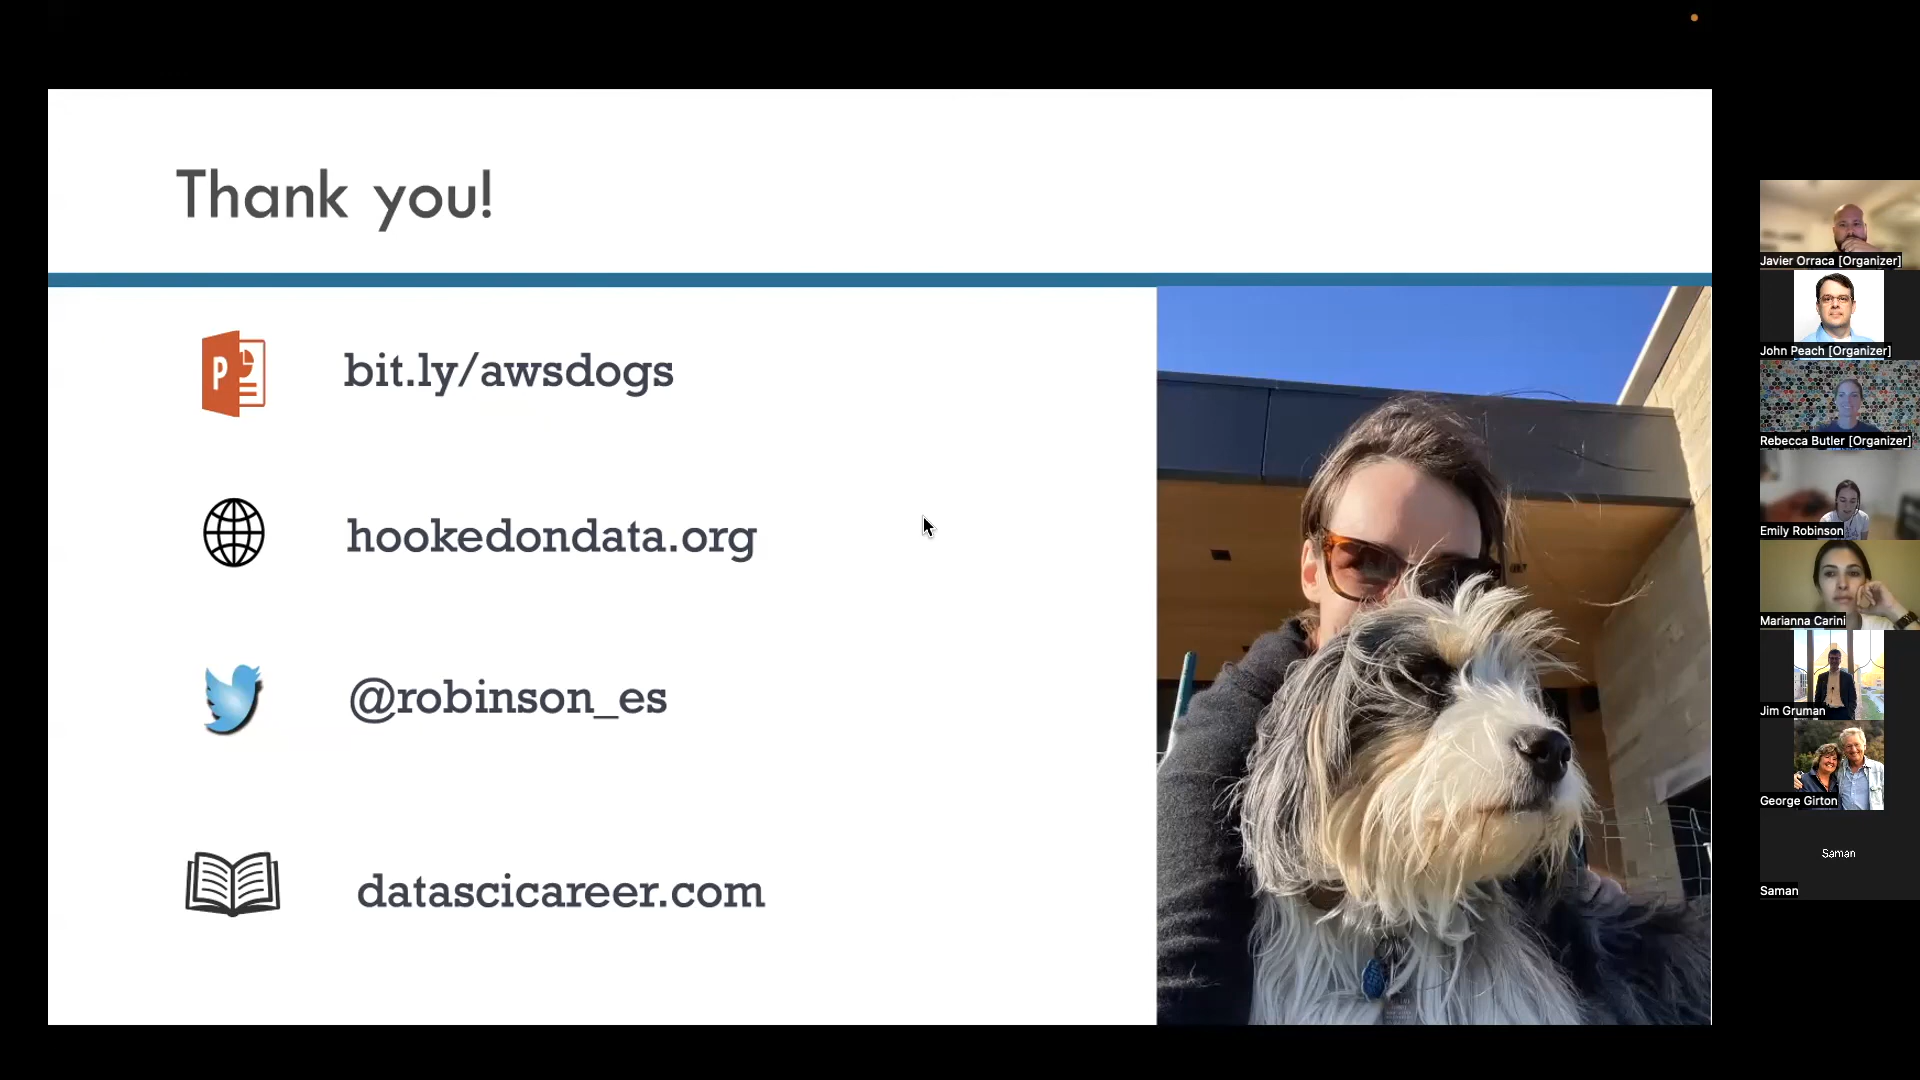 Thank you!
P
bit.ly/awsdogs
hookedondata.org
@robinson_es
datascicareer.com
Javier Orraca [Organizer]
John Peach [Organizer]
Rebecca Butler [Organizer]
Emily Robinson
Marianna Carini
Jim Gruman
George Girton
Saman
Saman